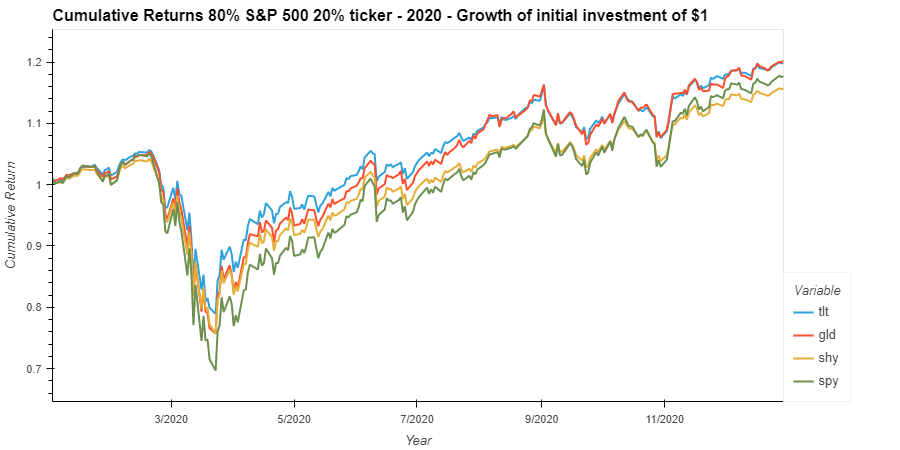 Cumulative Returns 80% S&P 500 20% ticker - 2020 - Growth of initial investment of $1
Cumulative Return
1.2
1.1
1
0.9
0.8
0.7
3/2020
5/2020
7/2020
9/2020
11/2020
Year
Variable
tlt
gld
shy
spy